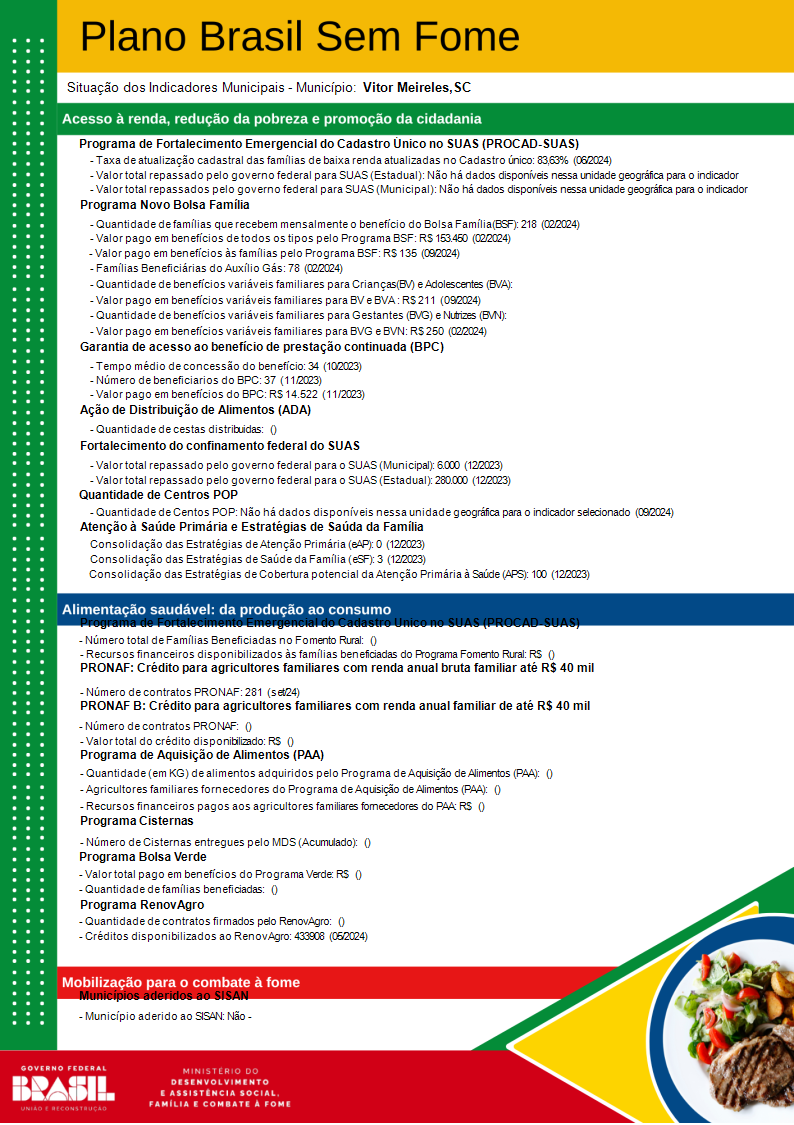 Plano Brasil Sem Fome
Situação dos Indicadores Municipais - Município: Vitor Meireles,SC
Acesso à renda, redução da pobreza e promoção da cidadania
Programa de Fortalecimento Emergencial do Cadastro Único no SUAS (PROCAD-SUAS)
- Taxa de atualização cadastral das famílias de baixa renda atualizadas no Cadastro único: 83,63% (06/2024)
- Valor total repassado pelo governo federal para SUAS (Estadual): Não há dados disponíveis nessa unidade geográfica para o indicador
- Valor total repassados pelo governo federal para SUAS (Municipal): Não há dados disponíveis nessa unidade geográfica para o indicador
Programa Novo Bolsa Família
- Quantidade de famílias que recebem mensalmente o benefício do Bolsa Família(BSF): 218 (02/2024)
- Valor pago em benefícios de todos os tipos pelo Programa BSF: R$ 153.450 (02/2024)
- Valor pago em benefícios às famílias pelo Programa BSF: R$ 135 (09/2024)
- Famílias Beneficiárias do Auxílio Gás: 78 (02/2024)
- Quantidade de benefícios variáveis familiares para Crianças(BV) e Adolescentes (BVA):
- Valor pago em benefícios variáveis familiares para BV e BVA : R$ 211 (09/2024)
- Quantidade de benefícios variáveis familiares para Gestantes (BVG) e Nutrizes (BVN):
- Valor pago em benefícios variáveis familiares para BVG e BVN: R$ 250 (02/2024)
Garantia de acesso ao benefício de prestação continuada (BPC)
- Tempo médio de concessão do benefício: 34 (10/2023)
- Número de beneficiarios do BPC: 37 (11/2023)
- Valor pago em benefícios do BPC: R$ 14.522 (11/2023)
Ação de Distribuição de Alimentos (ADA)
- Quantidade de cestas distribuidas: ()
Fortalecimento do confinamento federal do SUAS
- Valor total repassado pelo governo federal para o SUAS (Municipal): 6.000 (12/2023)
- Valor total repassado pelo governo federal para o SUAS (Estadual): 280.000 (12/2023)
Quantidade de Centros POP
- Quantidade de Centos POP: Não há dados disponíveis nessa unidade geográfica para o indicador selecionado (09/2024)
Atenção à Saúde Primária e Estratégias de Saúda da Família
Consolidação das Estratégias de Atenção Primária (eAP): 0 (12/2023)
Consolidação das Estratégias de Saúde da Família (eSF): 3 (12/2023)
Consolidação das Estratégias de Cobertura potencial da Atenção Primária à Saúde (APS): 100 (12/2023)
Alimentação saudável: da produção ao consumo
Programa de Fortalecimento Emergencial do Cadastro Único no SUAS (PROCAD-SUAS)
- Número total de Famílias Beneficiadas no Fomento Rural: ()
- Recursos financeiros disponibilizados às famílias beneficiadas do Programa Fomento Rural: R$ ()
PRONAF: Crédito para agricultores familiares com renda anual bruta familiar até R$ 40 mil
- Número de contratos PRONAF: 281 (set/24)
PRONAF B: Crédito para agricultores familiares com renda anual familiar de até R$ 40 mil
- Número de contratos PRONAF: ()
- Valor total do crédito disponibilizado: R$ ()
Programa de Aquisição de Alimentos (PAA)
- Quantidade (em KG) de alimentos adquiridos pelo Programa de Aquisição de Alimentos (PAA): ()
- Agricultores familiares fornecedores do Programa de Aquisição de Alimentos (PAA): ()
- Recursos financeiros pagos aos agricultores familiares fornecedores do PAA: R$ ()
Programa Cisternas
- Número de Cisternas entregues pelo MDS (Acumulado): ()
Programa Bolsa Verde
- Valor total pago em benefícios do Programa Verde: R$ ()
- Quantidade de famílias beneficiadas: ()
Programa RenovAgro
- Quantidade de contratos firmados pelo RenovAgro: ()
- Créditos disponibilizados ao RenovAgro: 433908 (05/2024)
Mobilização para o combate à fome
Municípios aderidos ao SISAN
- Município aderido ao SISAN: Não -
GOVERNO FEDERAL
BRASIL
UNIÃO E RECONSTRUÇÃO
MINISTÉRIO DO
DESENVOLVIMENTO
E ASSISTÊNCIA SOCIAL,
FAMÍLIA E COMBATE À FOME